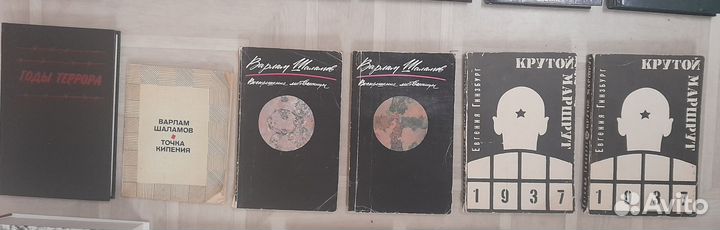 ГОДЫ ТЕРРОРА
ВАРЛАМ
ШАЛАМОВ
ТОЧКА
КИПЕНИЯ
Варлам Шаламов
Воскрешение лиственницы
Варлам Шаламов
Воскрешение лиственницы
КРУТОЙ
МАРШРУТ
Евгения Гинзбург
1937
КРУТОЙ
МАРШРУТ
Евгения Гинзбург
1937
Avito